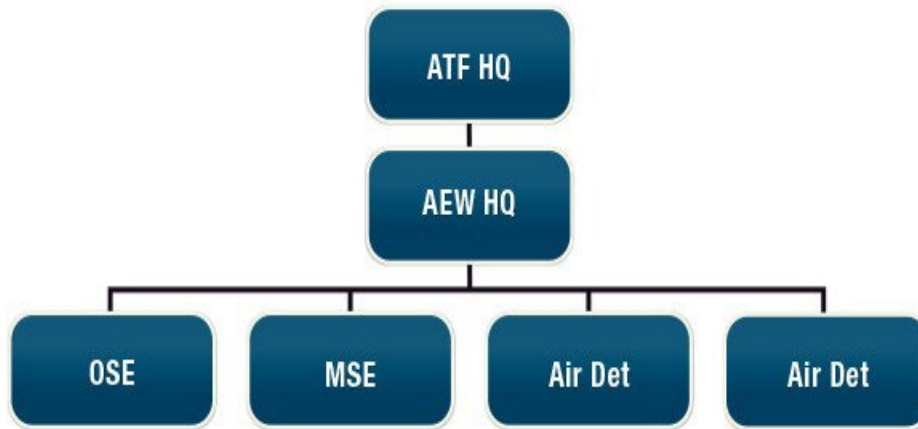 ATF HQ
AEW HQ
OSE
MSE
Air Det
Air Det